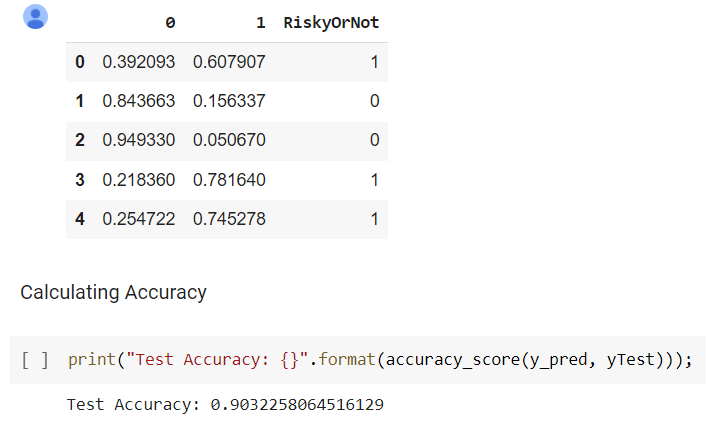 0 1 RiskyOrNot
0 0.392093 0.607907 1
1 0.843663 0.156337 0
2 0.949330 0.050670 0
3 0.218360 0.781640 1
4 0.254722 0.745278 1
Calculating Accuracy
[ ] print("Test Accuracy: {}".format(accuracy_score(y_pred, yTest)));
Test Accuracy: 0.9032258064516129